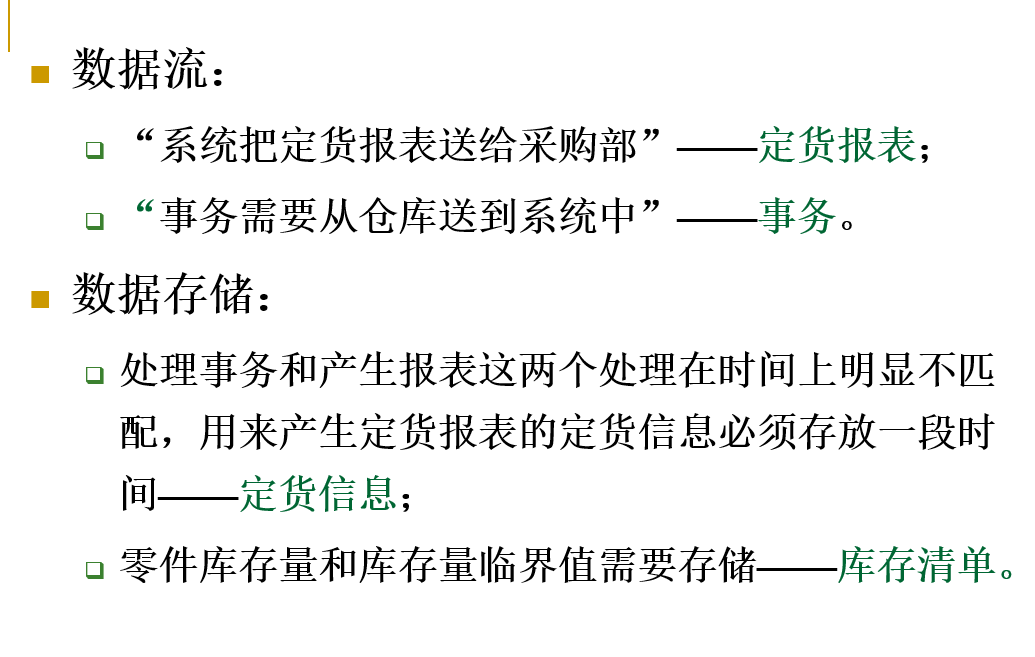 数据流：
“系统把定货报表送给采购部”——定货报表；
“事务需要从仓库送到系统中”——事务。
数据存储：
处理事务和产生报表这两个处理在时间上明显不匹
配，用来产生定货报表的定货信息必须存放一段时
间——定货信息；
零件库存量和库存量临界值需要存储——库存清单。